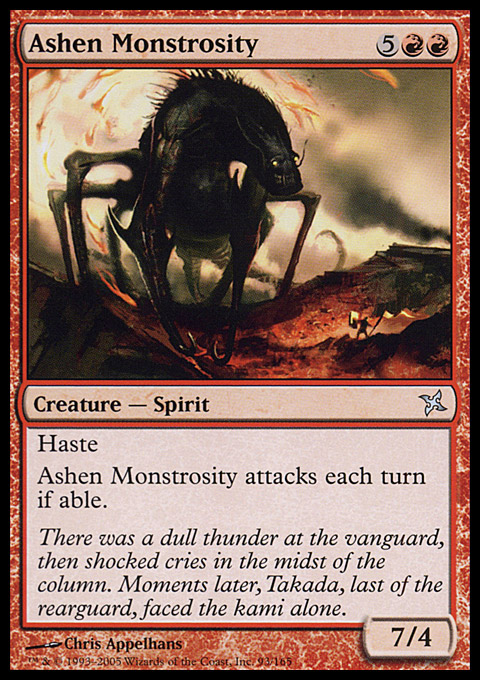 Ashen Monstrosity 5
Creature — Spirit
Haste
Ashen Monstrosity attacks each turn
if able.
There was a dull thunder at the vanguard,
then shocked cries in the midst of the
column. Moments later, Takada, last of the
rearguard, faced the kami alone.
Chris Appelhans
7/4
™ & © 1993–2005 Wizards of the Coast, Inc. 93/165